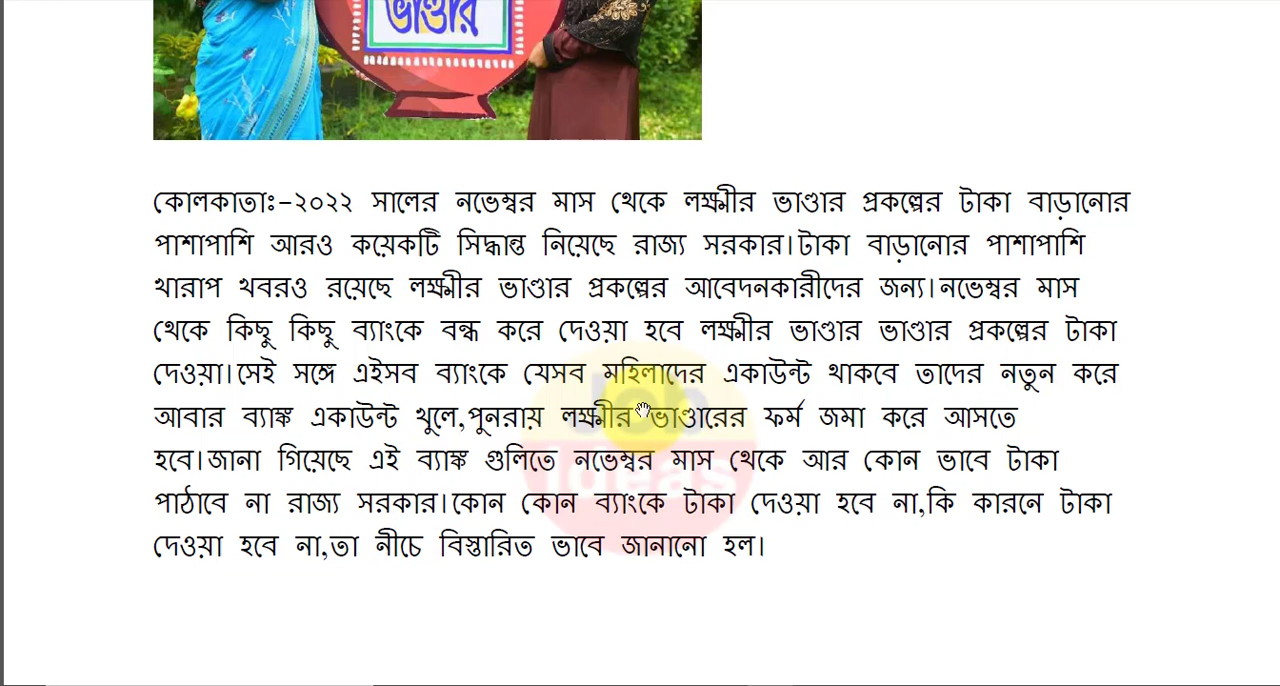 ভাণ্ডার
কোলকাতাঃ-২০২২ সালের নভেম্বর মাস থেকে লক্ষ্মীর ভাণ্ডার প্রকল্পের টাকা বাড়ানোর
পাশাপাশি আরও কয়েকটি সিদ্ধান্ত নিয়েছে রাজ্য সরকার।টাকা বাড়ানোর পাশাপাশি
খারাপ খবরও রয়েছে লক্ষ্মীর ভাণ্ডার প্রকল্পের আবেদনকারীদের জন্য।নভেম্বর মাস
থেকে কিছু কিছু ব্যাংকে বন্ধ করে দেওয়া হবে লক্ষ্মীর ভাণ্ডার ভাণ্ডার প্রকল্পের টাকা
দেওয়া।সেই সঙ্গে এইসব ব্যাংকে যেসব মহিলাদের একাউন্ট থাকবে তাদের নতুন করে
আবার ব্যাঙ্ক একাউন্ট খুলে,পুনরায় লক্ষ্মীর ভাণ্ডারের ফর্ম জমা করে আসতে
হবে।জানা গিয়েছে এই ব্যাঙ্ক গুলিতে নভেম্বর মাস থেকে আর কোন ভাবে টাকা
পাঠাবে না রাজ্য সরকার।কোন কোন ব্যাংকে টাকা দেওয়া হবে না,কি কারনে টাকা
দেওয়া হবে না,তা নীচে বিস্তারিত ভাবে জানানো হল।
Job
Ideas